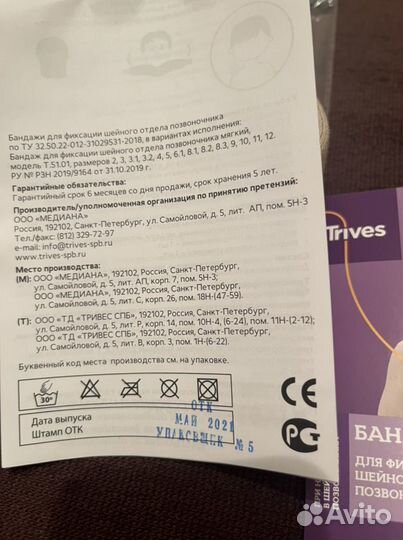 Бандажи для фиксации шейного отдела позвоночника
по ТУ 32.50.22-012-31029531-2018, в вариантах исполнения:
Бандаж для фиксации шейного отдела позвоночника мягкий,
модель Т.51.01, размеров 2, 3, 3.1, 3.2, 4, 5, 6.1, 8.1, 8.2, 8.3, 9, 10, 11, 12.
РУ № РЗН 2019/9164 от 31.10.2019 г.
Гарантийные обязательства:
Гарантийный срок 6 месяцев со дня продажи, срок хранения 5 лет.
Производитель/уполномоченная организация по принятию претензий:
ООО «МЕДИАНА»
Россия, 192102, Санкт-Петербург, ул. Самойловой, д. 5, лит. АП, пом. 5Н-3
Тел./факс: (812) 329-72-97
e-mail: info@trives-spb.ru
www.trives-spb.ru
Место производства:
(М): ООО «МЕДИАНА», 192102, Россия, Санкт-Петербург,
ул. Самойловой, д. 5, лит. АП, корп. 7, пом. 5Н-3;
ООО «МЕДИАНА», 192102, Россия, Санкт-Петербург,
ул. Самойловой, д. 5, лит. С, корп. 26, пом. 18Н-(47-59).
(Т): ООО «ТД «ТРИВЕС СПБ», 192102, Россия, Санкт-Петербург,
ул. Самойловой, д. 5, лит. Р, корп. 14, пом. 10Н-4, (6-24), пом. 11Н-(2-12);
ООО «ТД «ТРИВЕС СПБ», 192102, Россия, Санкт-Петербург,
ул. Самойловой, д. 5, лит. В, корп. 3, пом. 1Н-(6-22).
Буквенный код места производства см. на упаковке.
30°
CE
Дата выпуска
Штамп ОТК
ОТК
МАЙ 2021
УПАКОВЩИК № 5
РСТ
Trives
БАН
ДЛЯ ФИ
ШЕЙНО
ПОЗВО
Avito